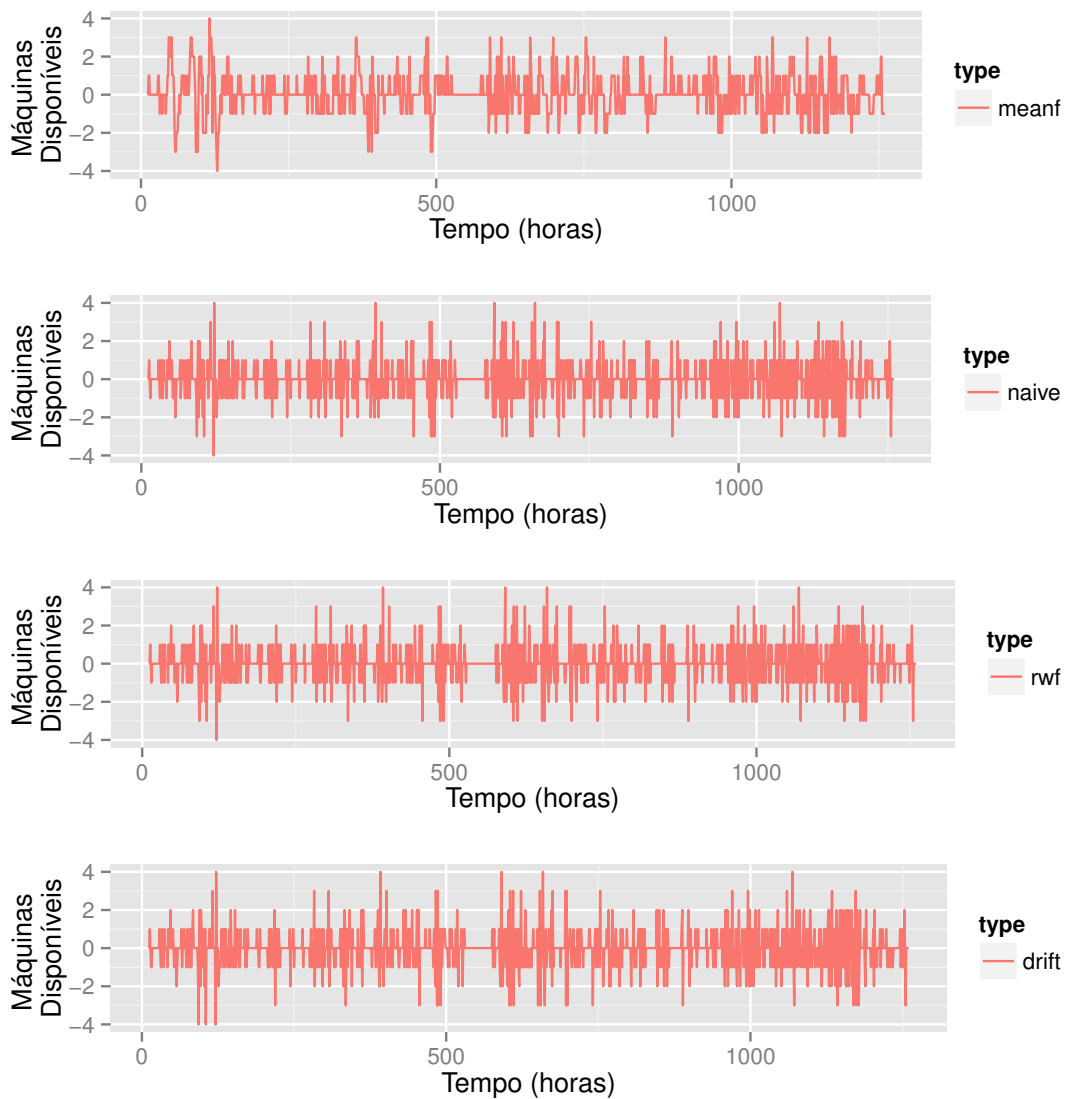 4
2
0
−2
−4
Máquinas
Disponíveis
0 500 1000
Tempo (horas)
type
meanf
4
2
0
−2
−4
Máquinas
Disponíveis
0 500 1000
Tempo (horas)
type
naive
4
2
0
−2
−4
Máquinas
Disponíveis
0 500 1000
Tempo (horas)
type
rwf
4
2
0
−2
−4
Máquinas
Disponíveis
0 500 1000
Tempo (horas)
type
drift